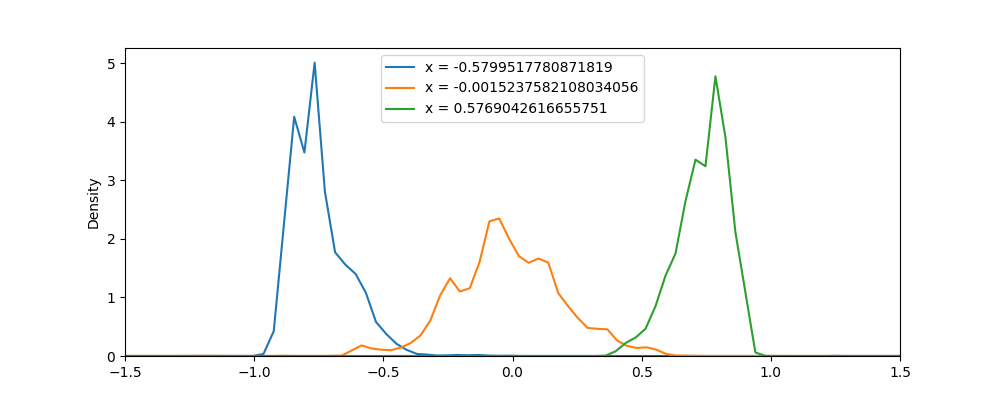 x = -0.5799517780871819
x = -0.0015237582108034056
x = 0.5769042616655751
Density
5
4
3
2
1
0
−1.5 −1.0 −0.5 0.0 0.5 1.0 1.5